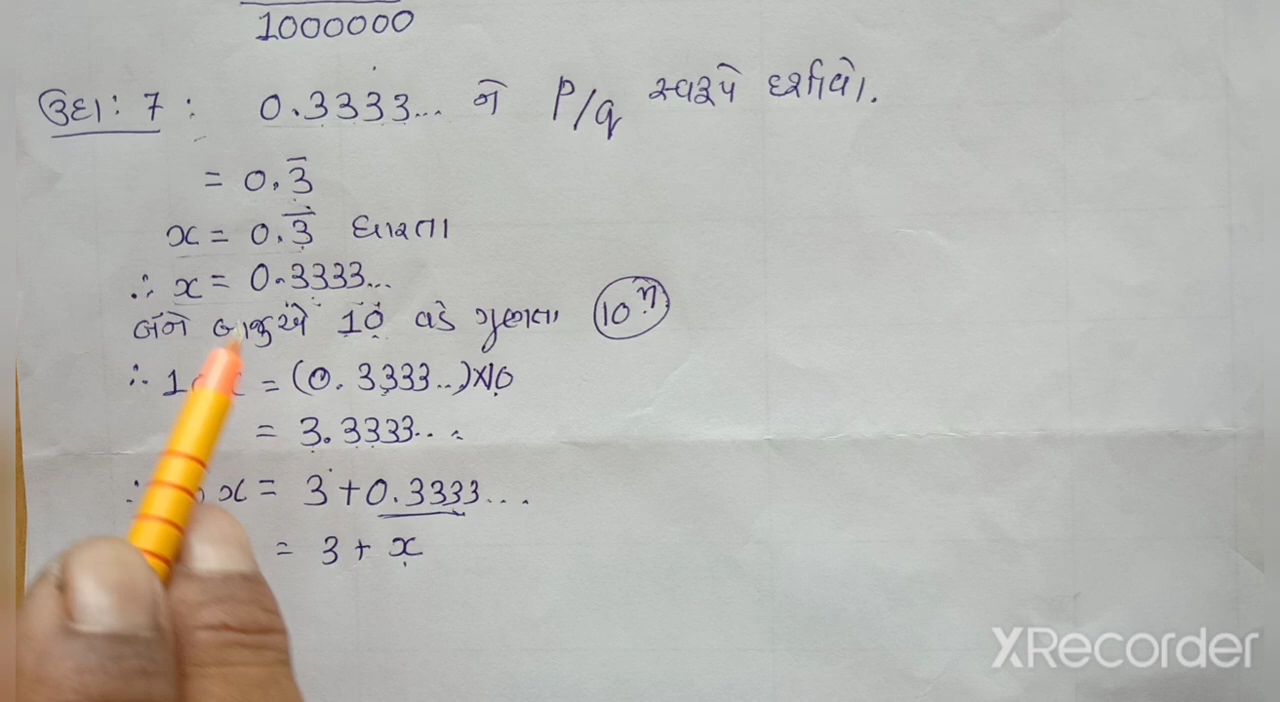 1000000
ઉદા: 7 : 0.3333... ને P/q સ્વરૂપે દર્શાવો.
= 0.3̅
x = 0.3̅ ધારતા
∴ x = 0.3333...
બંને બાજુએ 10 વડે ગુણતા 10ⁿ
∴ 1 = (0.3333..)×10
= 3.3333...
∴ x = 3+0.3333...
= 3 + x
XRecorder